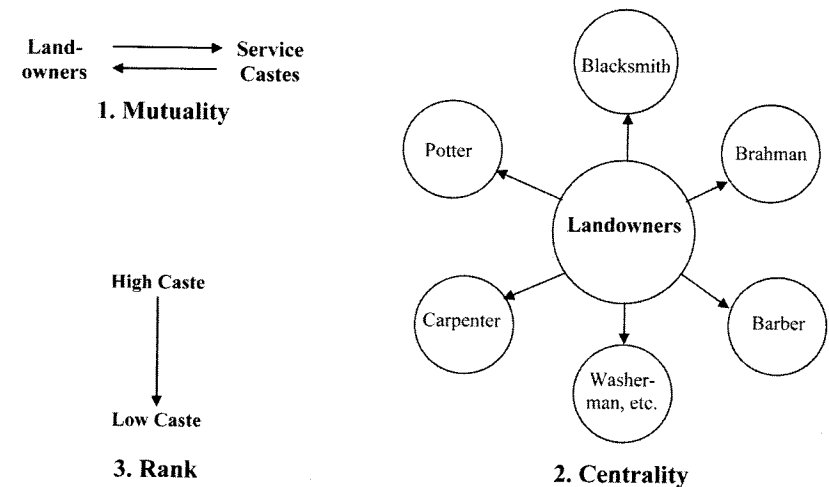 Land-
owners
Service
Castes
1. Mutuality
High Caste
Low Caste
3. Rank
Blacksmith
Potter
Brahman
Landowners
Carpenter
Barber
Washer-
man, etc.
2. Centrality